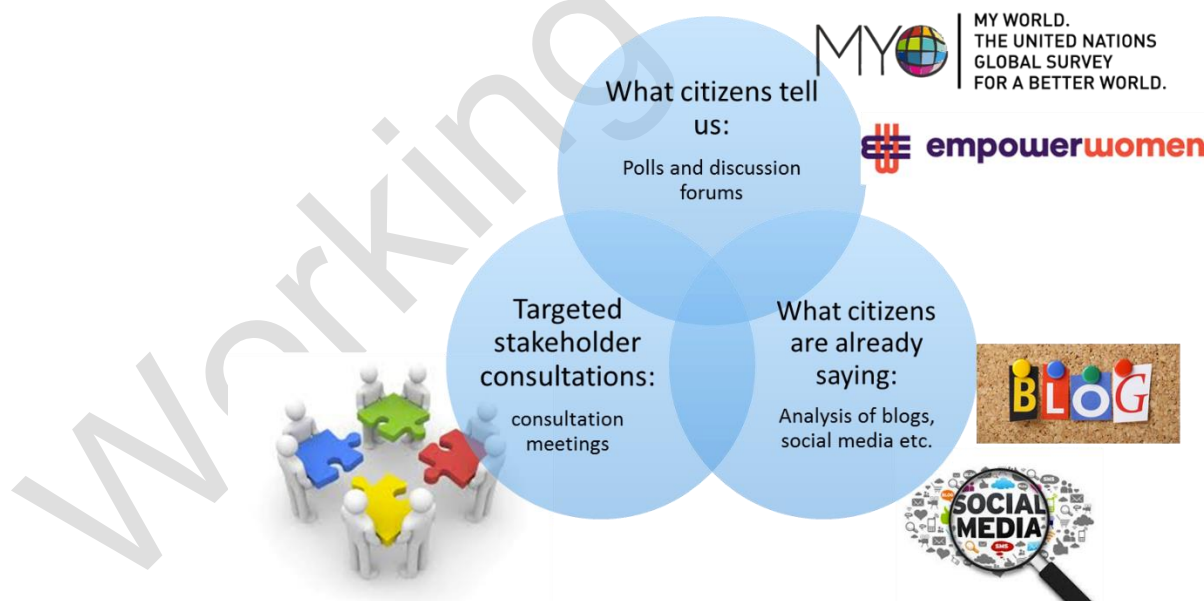 MY
MY WORLD.
THE UNITED NATIONS
GLOBAL SURVEY
FOR A BETTER WORLD.
empowerwomen
What citizens tell
us:
Polls and discussion
forums
Working
Targeted
stakeholder
consultations:
consultation
meetings
What citizens
are already
saying:
Analysis of blogs,
social media etc.
BLOG
SOCIAL
MEDIA
SMS